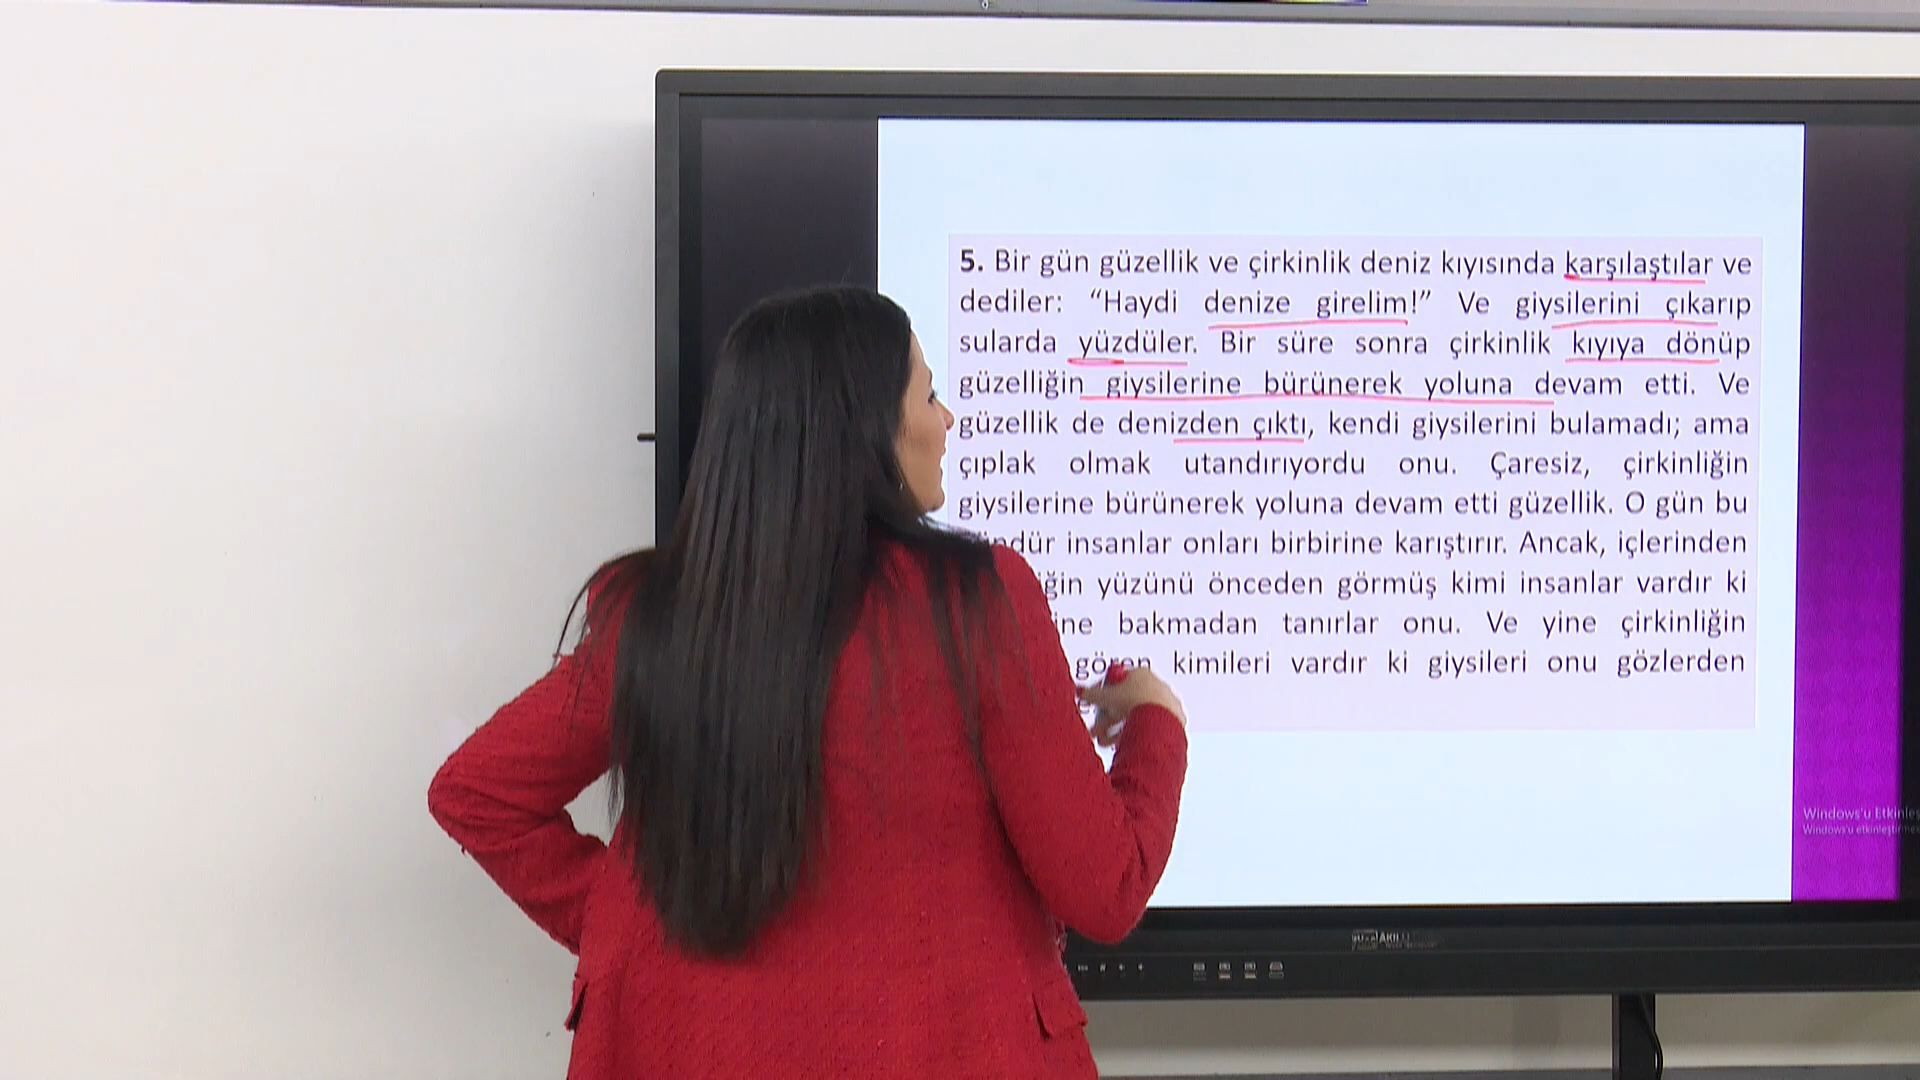 5. Bir gün güzellik ve çirkinlik deniz kıyısında karşılaştılar ve
dediler: “Haydi denize girelim!” Ve giysilerini çıkarıp
sularda yüzdüler. Bir süre sonra çirkinlik kıyıya dönüp
güzelliğin giysilerine bürünerek yoluna devam etti. Ve
güzellik de denizden çıktı, kendi giysilerini bulamadı; ama
çıplak olmak utandırıyordu onu. Çaresiz, çirkinliğin
giysilerine bürünerek yoluna devam etti güzellik. O gün bu
insanlar onları birbirine karıştırır. Ancak, içlerinden
yüzünü önceden görmüş kimi insanlar vardır ki
bakmadan tanırlar onu. Ve yine çirkinliğin
gören kimileri vardır ki giysileri onu gözlerden
Windows'u Etkinleş
Windows'u etkinleştirme